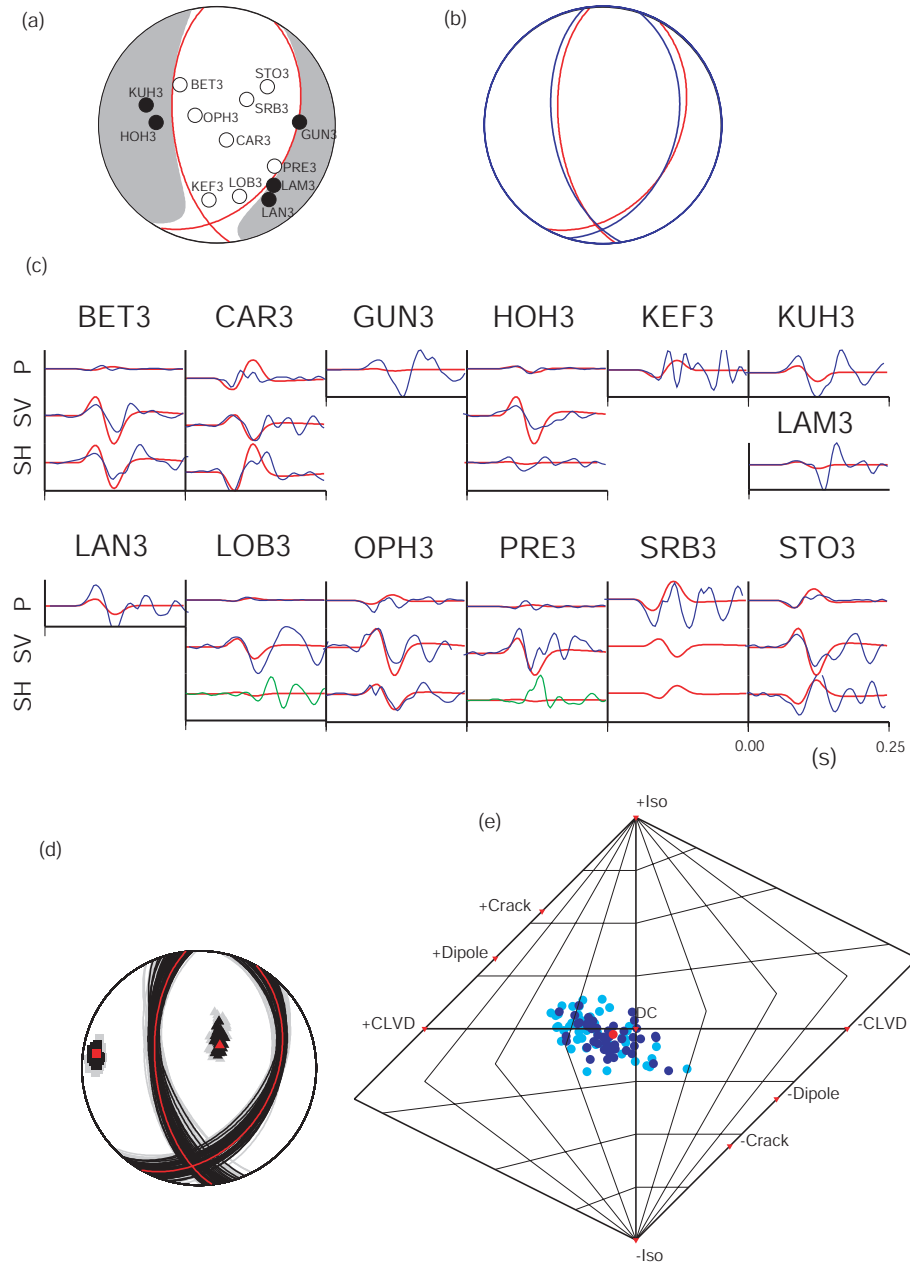 (a)
(b)
STO3
BET3
KUH3
SRB3
OPH3
HOH3
GUN3
CAR3
PRE3
KEF3
LOB3
LAM3
LAN3
(c)
BET3 CAR3 GUN3 HOH3 KEF3 KUH3
P
SV
SH
LAM3
LAN3 LOB3 OPH3 PRE3 SRB3 STO3
P
SV
SH
0.00 0.25
(s)
(d)
(e)
+Iso
+Crack
+Dipole
+CLVD
DC
-CLVD
-Dipole
-Crack
-Iso